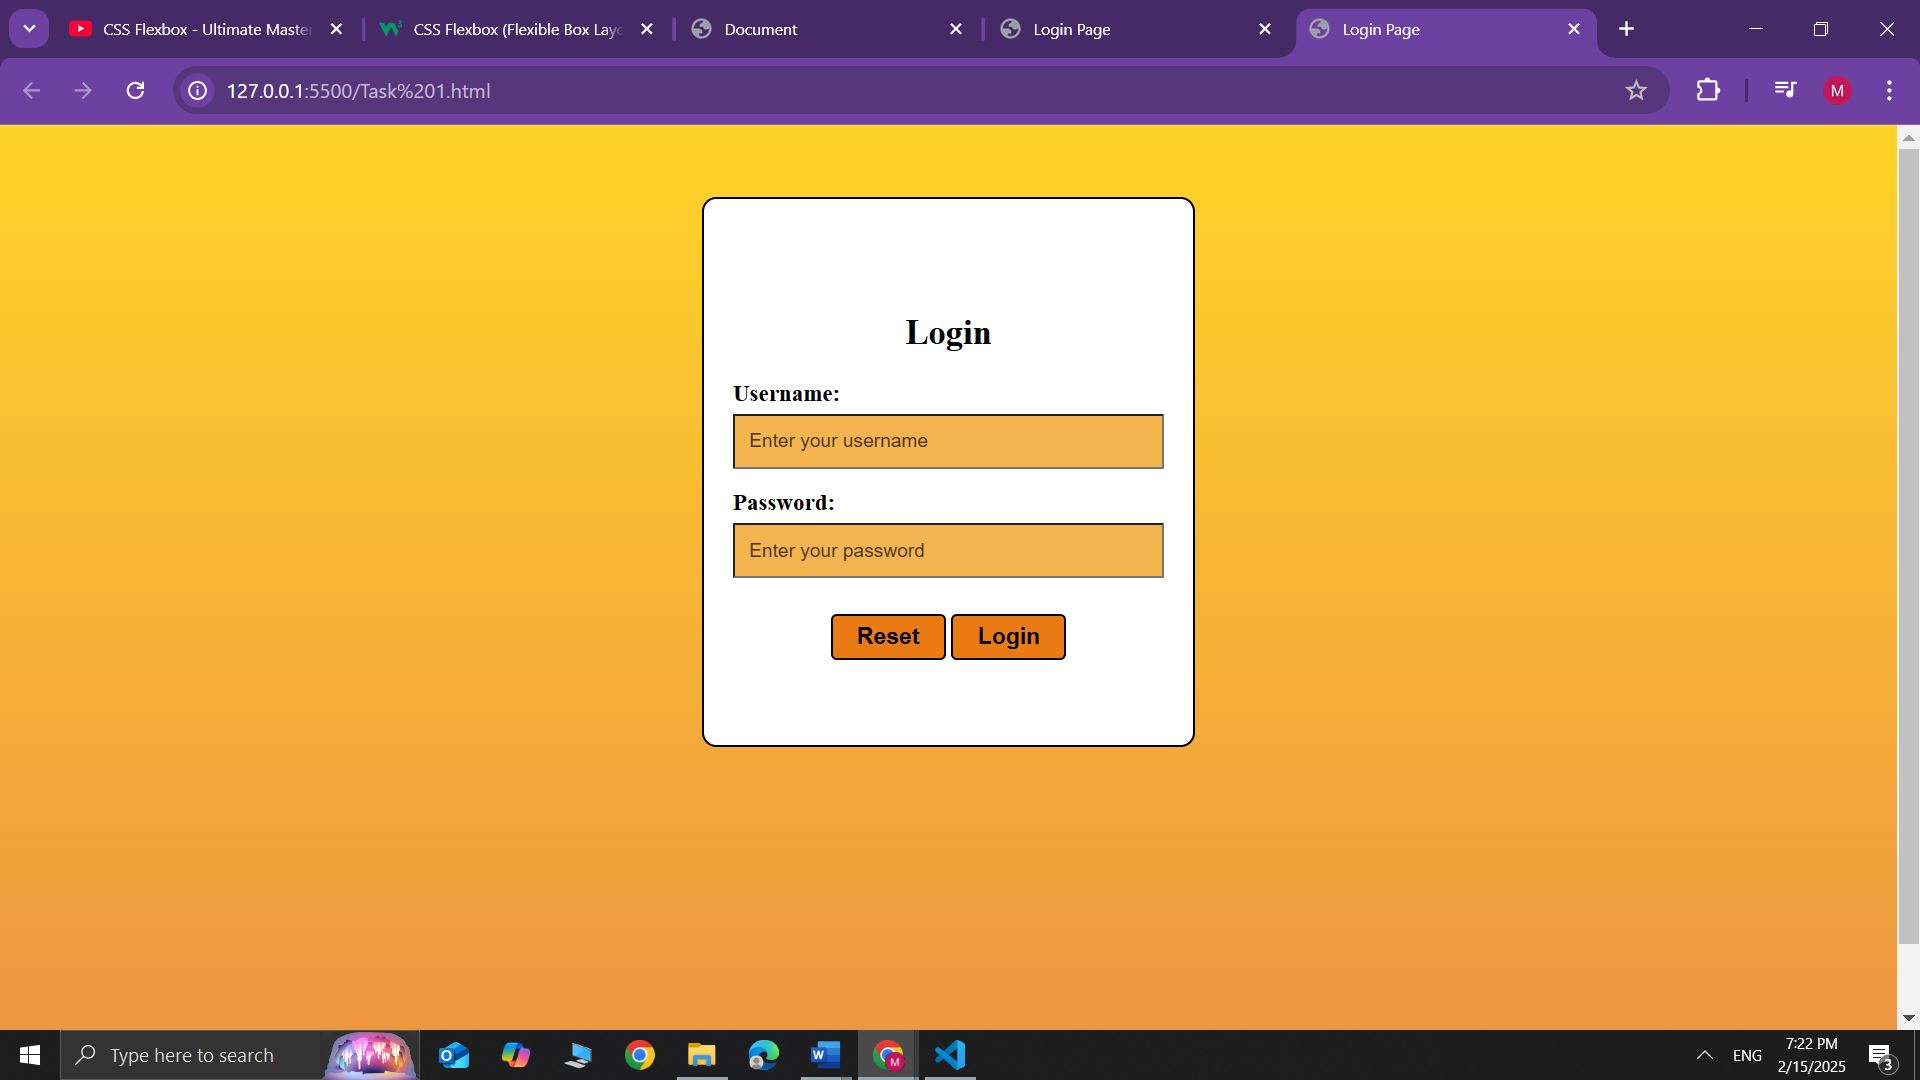 CSS Flexbox - Ultimate Master
CSS Flexbox (Flexible Box Layo
Document
Login Page
Login Page
127.0.0.1:5500/Task%201.html
M
Login
Username:
Enter your username
Password:
Enter your password
Reset
Login
Type here to search
ENG
7:22 PM
2/15/2025
3